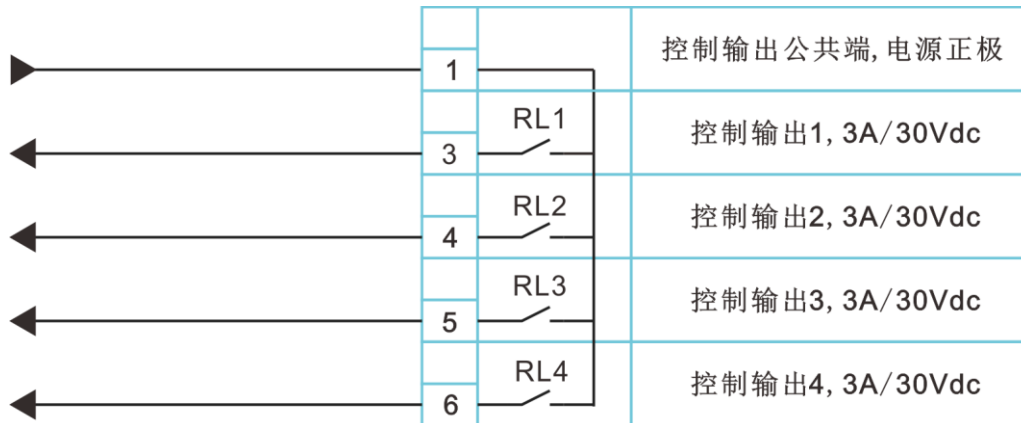 1
控制输出公共端,电源正极
3
RL1
控制输出1, 3A/30Vdc
4
RL2
控制输出2, 3A/30Vdc
5
RL3
控制输出3, 3A/30Vdc
6
RL4
控制输出4, 3A/30Vdc